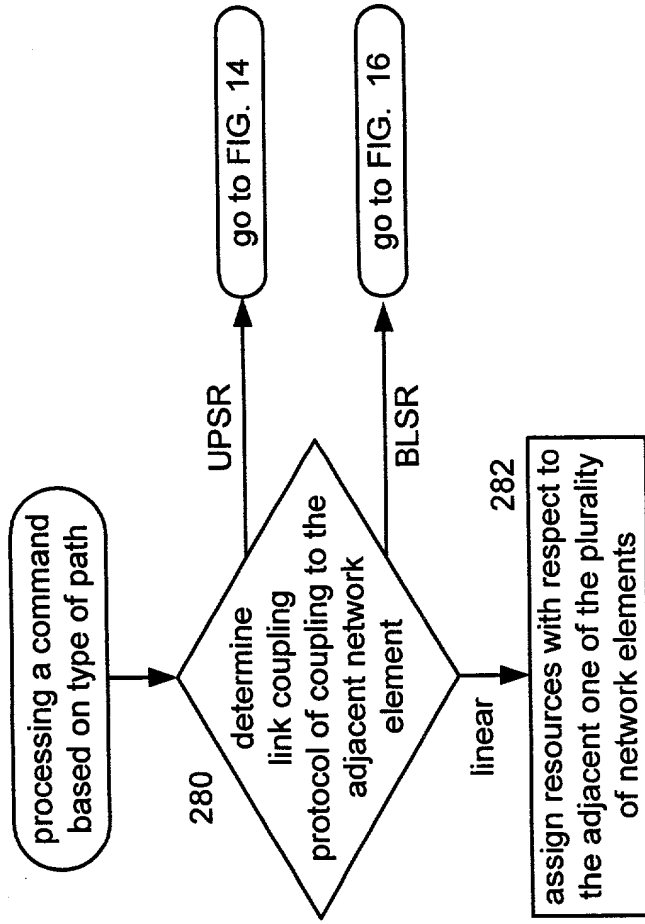 processing a command
based on type of path
280
determine
link coupling
protocol of coupling to the
adjacent network
element
UPSR
go to FIG. 14
BLSR
go to FIG. 16
linear
282
assign resources with respect to
the adjacent one of the plurality
of network elements